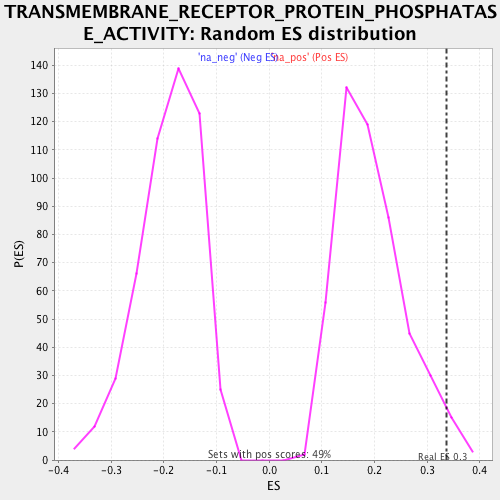 TRANSMEMBRANE_RECEPTOR_PROTEIN_PHOSPHATAS
E_ACTIVITY: Random ES distribution
'na_neg' (Neg ES) 'na_pos' (Pos ES)
140
130
120
110
100
90
80
70
60
50
40
30
20
10
0
P(ES)
Sets with pos scores: 49%
Real ES 0.3
-0.4 -0.3 -0.2 -0.1 0.0 0.1 0.2 0.3 0.4
ES